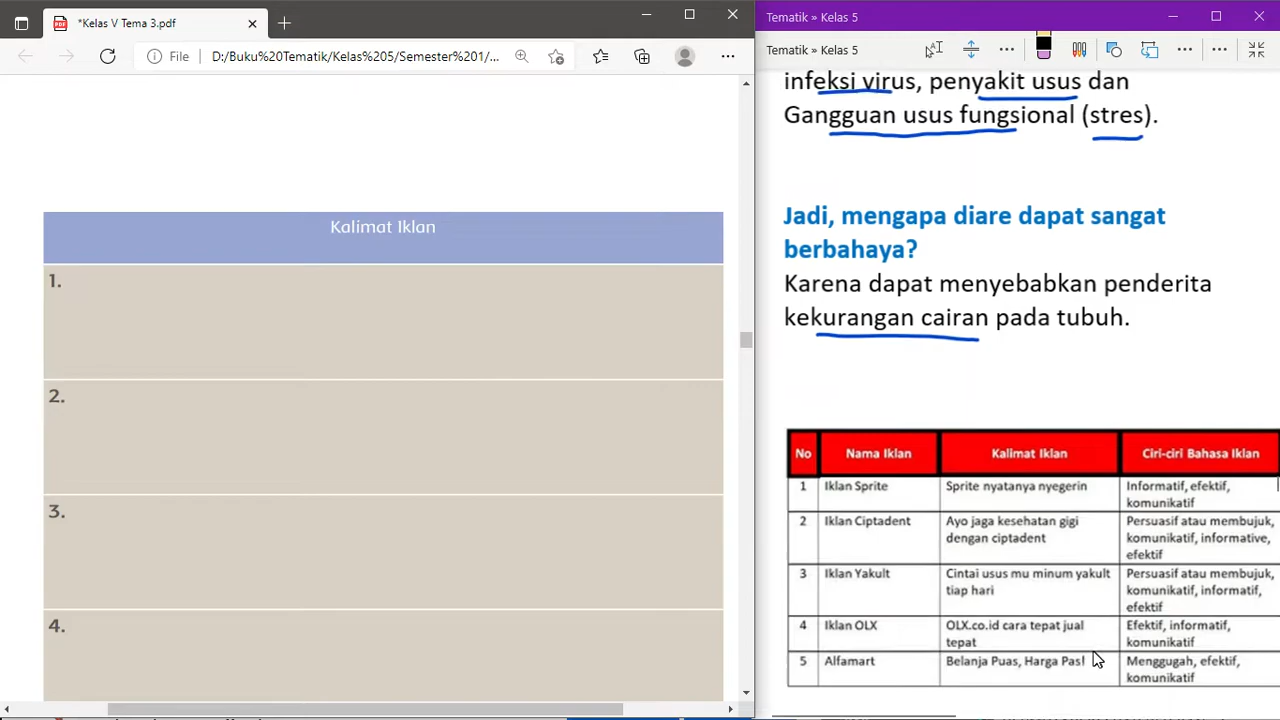 *Kelas V Tema 3.pdf
File
D:/Buku%20Tematik/Kelas%205/Semester%201/...
Kalimat Iklan
1.
2.
3.
4.
Tematik » Kelas 5
Tematik » Kelas 5
infeksi virus, penyakit usus dan
Gangguan usus fungsional (stres).
Jadi, mengapa diare dapat sangat
berbahaya?
Karena dapat menyebabkan penderita
kekurangan cairan pada tubuh.
No Nama Iklan Kalimat Iklan Ciri-ciri Bahasa Iklan
1 Iklan Sprite Sprite nyatanya nyegerin Informatif, efektif,
komunikatif
2 Iklan Ciptadent Ayo jaga kesehatan gigi Persuasif atau membujuk,
dengan ciptadent komunikatif, informative,
efektif
3 Iklan Yakult Cintai usus mu minum yakult Persuasif atau membujuk,
tiap hari komunikatif, informatif,
efektif
4 Iklan OLX OLX.co.id cara tepat jual Efektif, informatif,
tepat komunikatif
5 Alfamart Belanja Puas, Harga Pas! Menggugah, efektif,
komunikatif